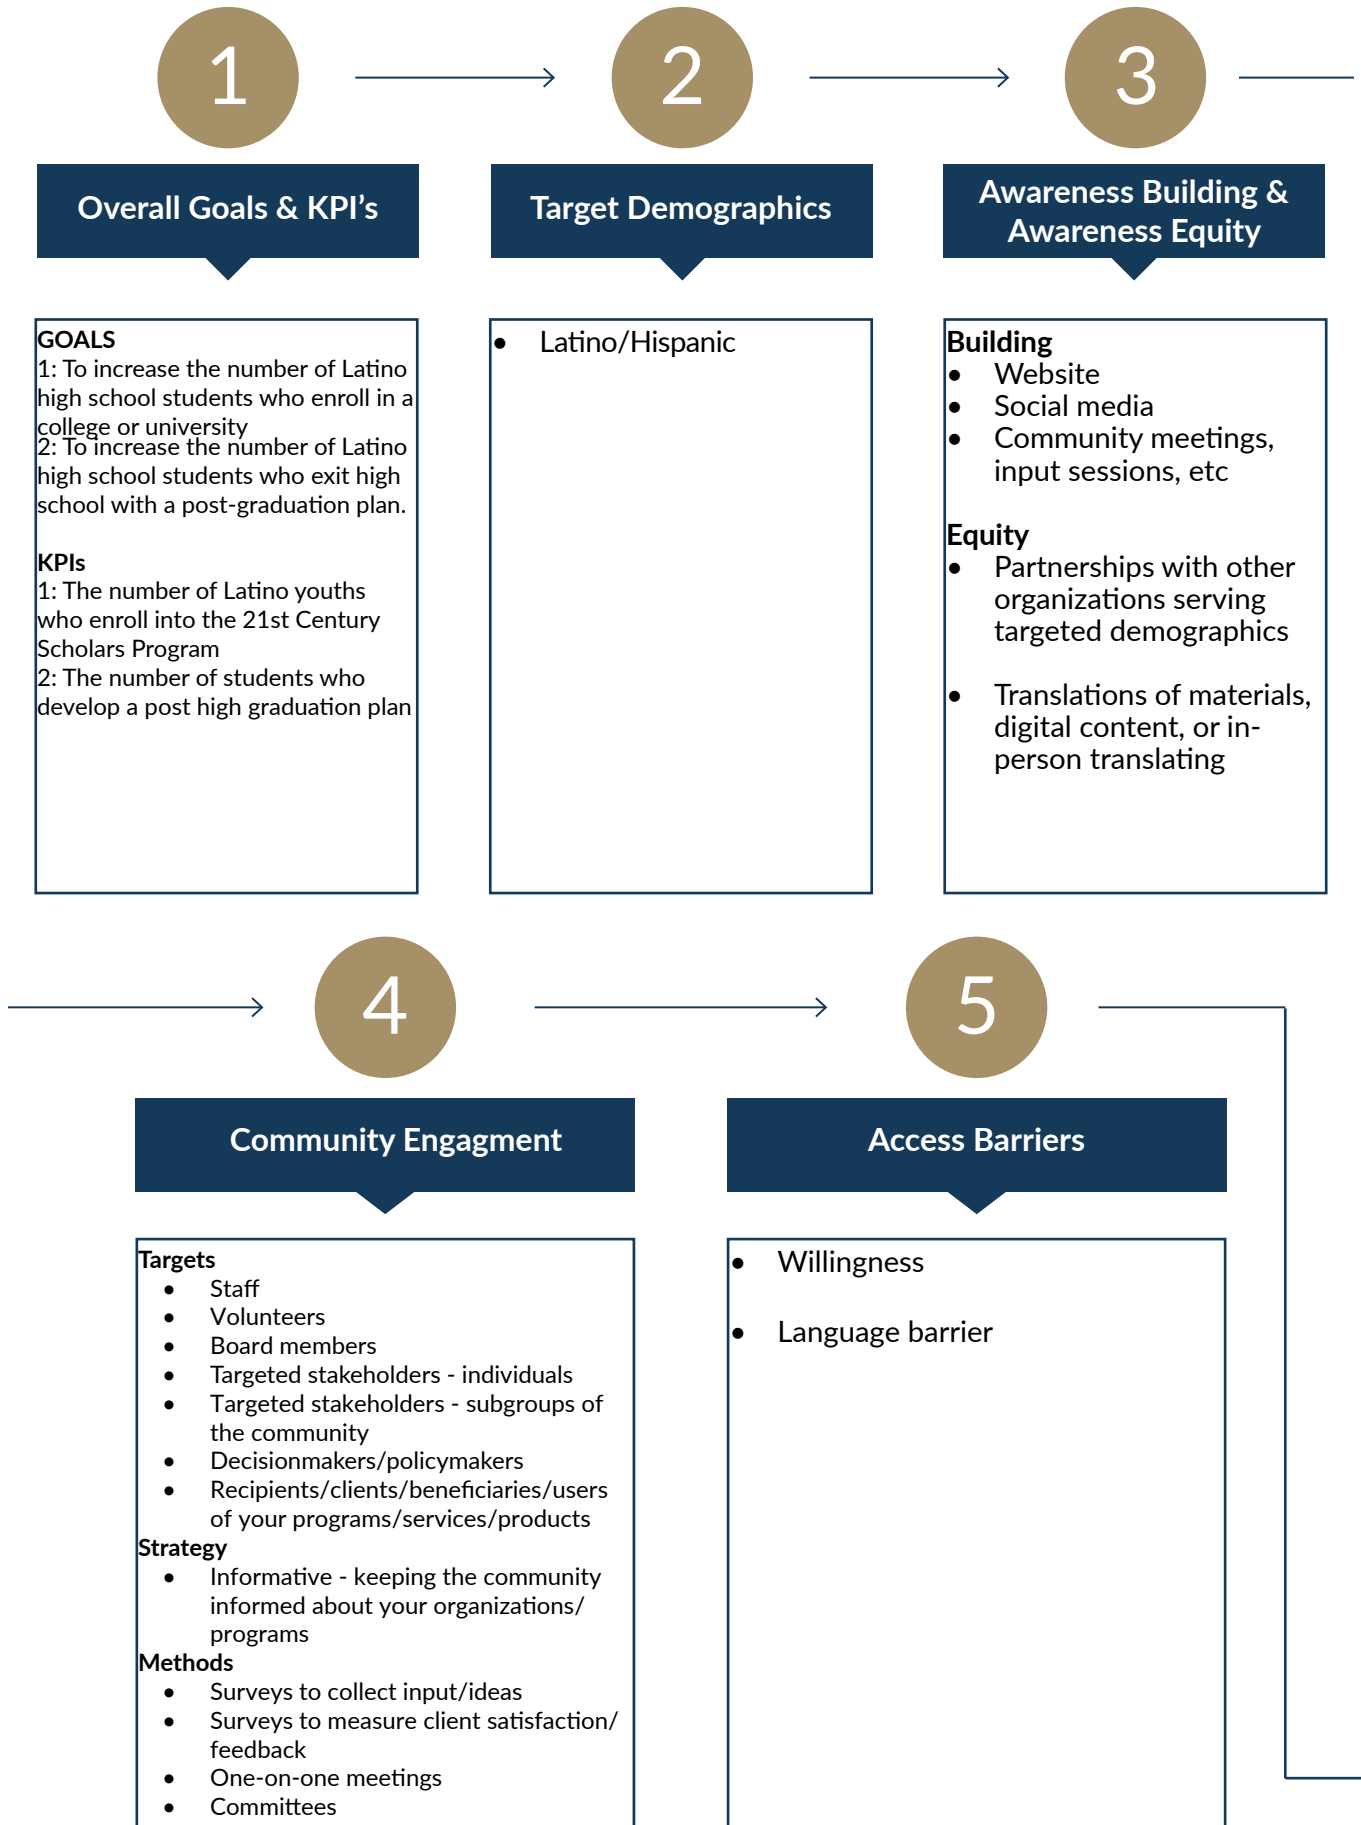 1
2
3
Overall Goals & KPI’s
Target Demographics
Awareness Building &
Awareness Equity
GOALS
1: To increase the number of Latino
high school students who enroll in a
college or university
2: To increase the number of Latino
high school students who exit high
school with a post-graduation plan.
KPIs
1: The number of Latino youths
who enroll into the 21st Century
Scholars Program
2: The number of students who
develop a post high graduation plan
● Latino/Hispanic
Building
● Website
● Social media
● Community meetings,
input sessions, etc
Equity
● Partnerships with other
organizations serving
targeted demographics
● Translations of materials,
digital content, or in-
person translating
4
5
Community Engagment
Access Barriers
Targets
● Staff
● Volunteers
● Board members
● Targeted stakeholders - individuals
● Targeted stakeholders - subgroups of
the community
● Decisionmakers/policymakers
● Recipients/clients/beneficiaries/users
of your programs/services/products
Strategy
● Informative - keeping the community
informed about your organizations/
programs
Methods
● Surveys to collect input/ideas
● Surveys to measure client satisfaction/
feedback
● One-on-one meetings
● Committees
● Willingness
● Language barrier